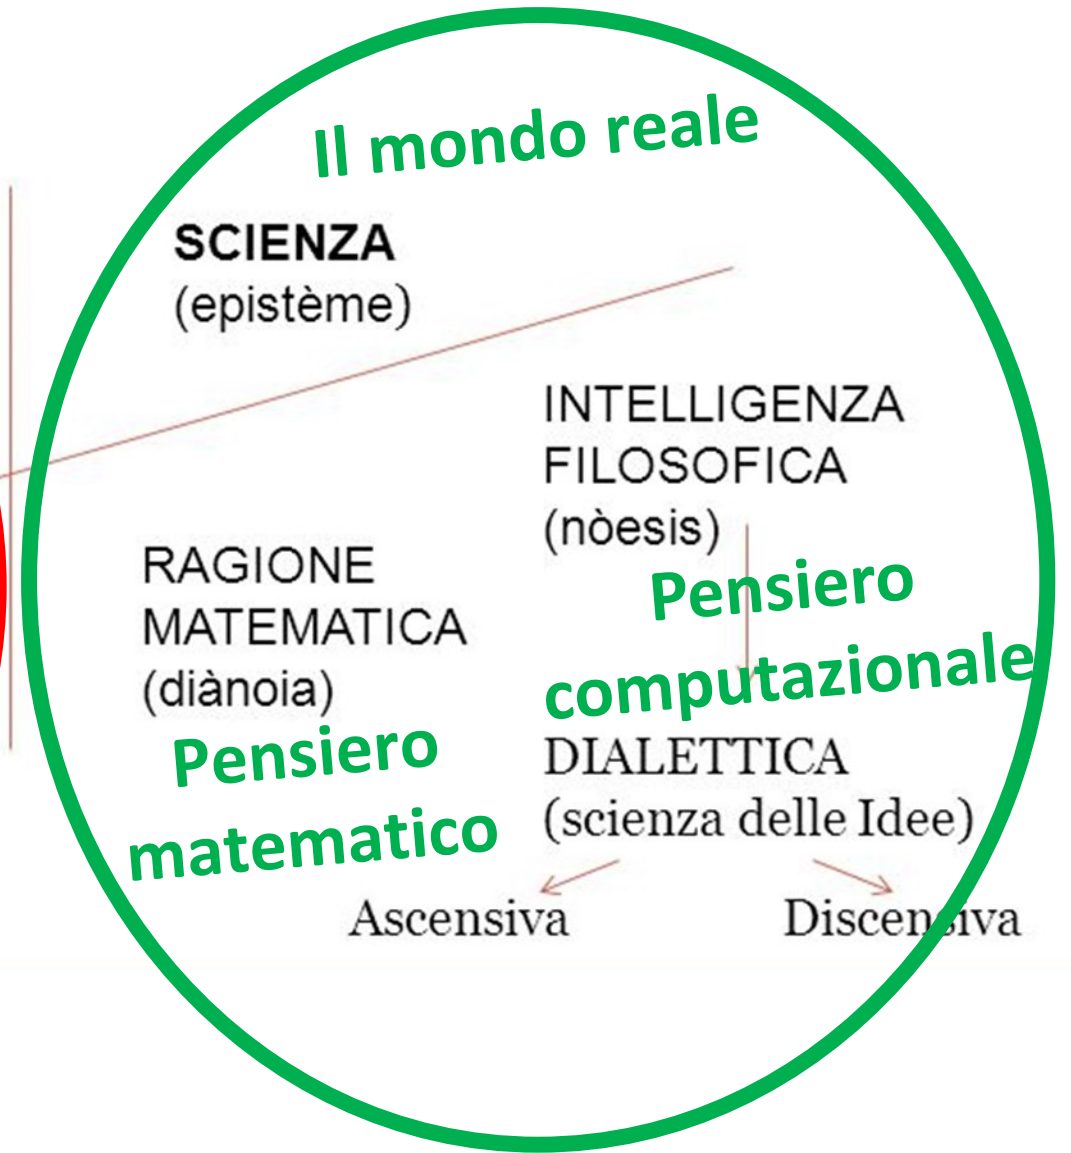 Il mondo reale
SCIENZA
(epistème)
INTELLIGENZA
FILOSOFICA
(nòesis)
RAGIONE
MATEMATICA
(diànoia)
Pensiero
computazionale
Pensiero
matematico
DIALETTICA
(scienza delle Idee)
Ascensiva
Discensiva